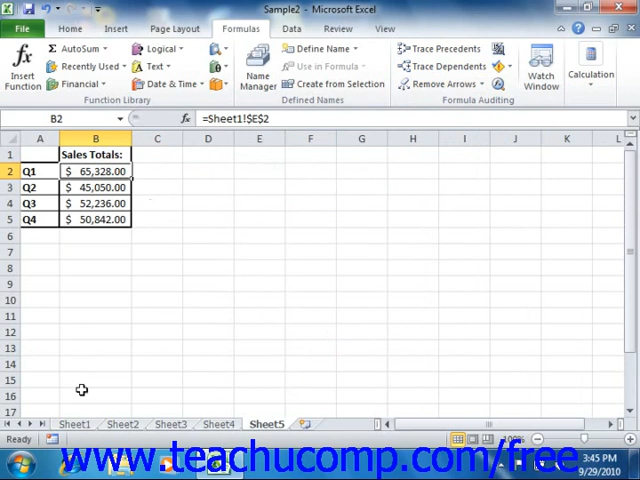 Sample2 - Microsoft Excel
File Home Insert Page Layout Formulas Data Review View
Insert Function
Σ AutoSum
Recently Used
Financial
Logical
Text
Date & Time
Function Library
Name Manager
Define Name
Use in Formula
Create from Selection
Defined Names
Trace Precedents
Trace Dependents
Remove Arrows
Formula Auditing
Watch Window
Calculation
B2 fx =Sheet1!$E$2
A B C D E F G H I J K L
1 Sales Totals:
2 Q1 $ 65,328.00
3 Q2 $ 45,050.00
4 Q3 $ 52,236.00
5 Q4 $ 50,842.00
6
7
8
9
10
11
12
13
14
15
16
17
Sheet1 Sheet2 Sheet3 Sheet4 Sheet5
Ready 100%
www.teachucomp.com/free
3:45 PM
9/29/2010